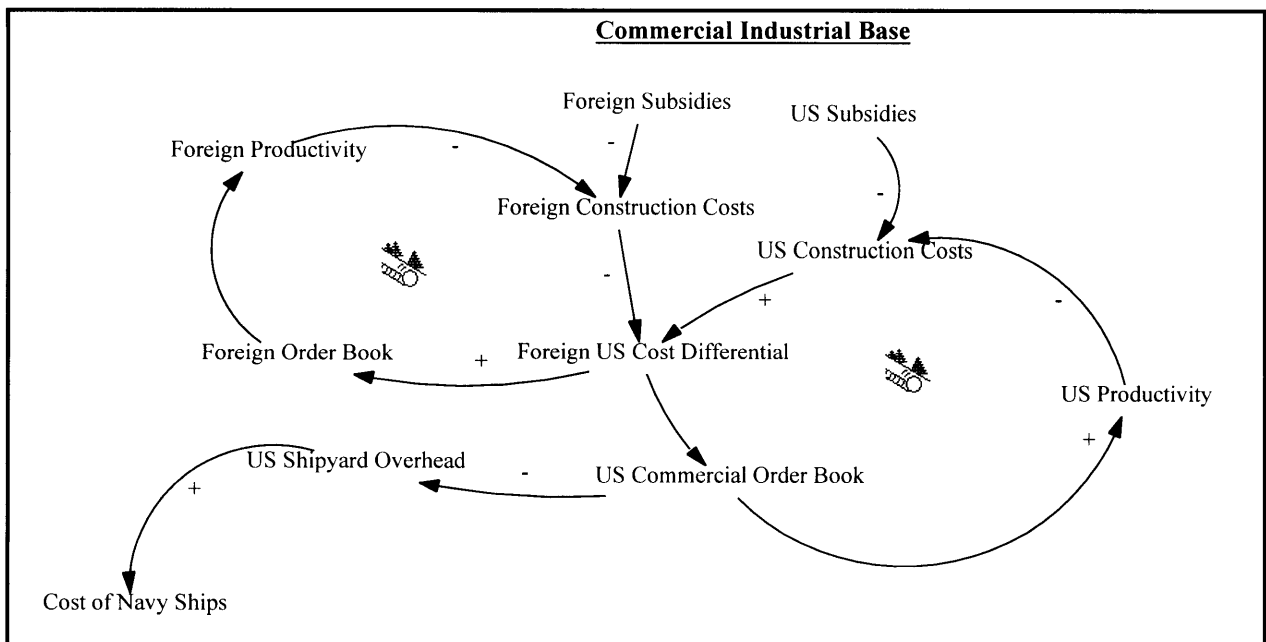 Commercial Industrial Base
Foreign Subsidies
US Subsidies
Foreign Productivity
-
-
-
Foreign Construction Costs
US Construction Costs
-
+
-
Foreign Order Book
+
Foreign US Cost Differential
US Productivity
+
US Shipyard Overhead
-
US Commercial Order Book
+
Cost of Navy Ships